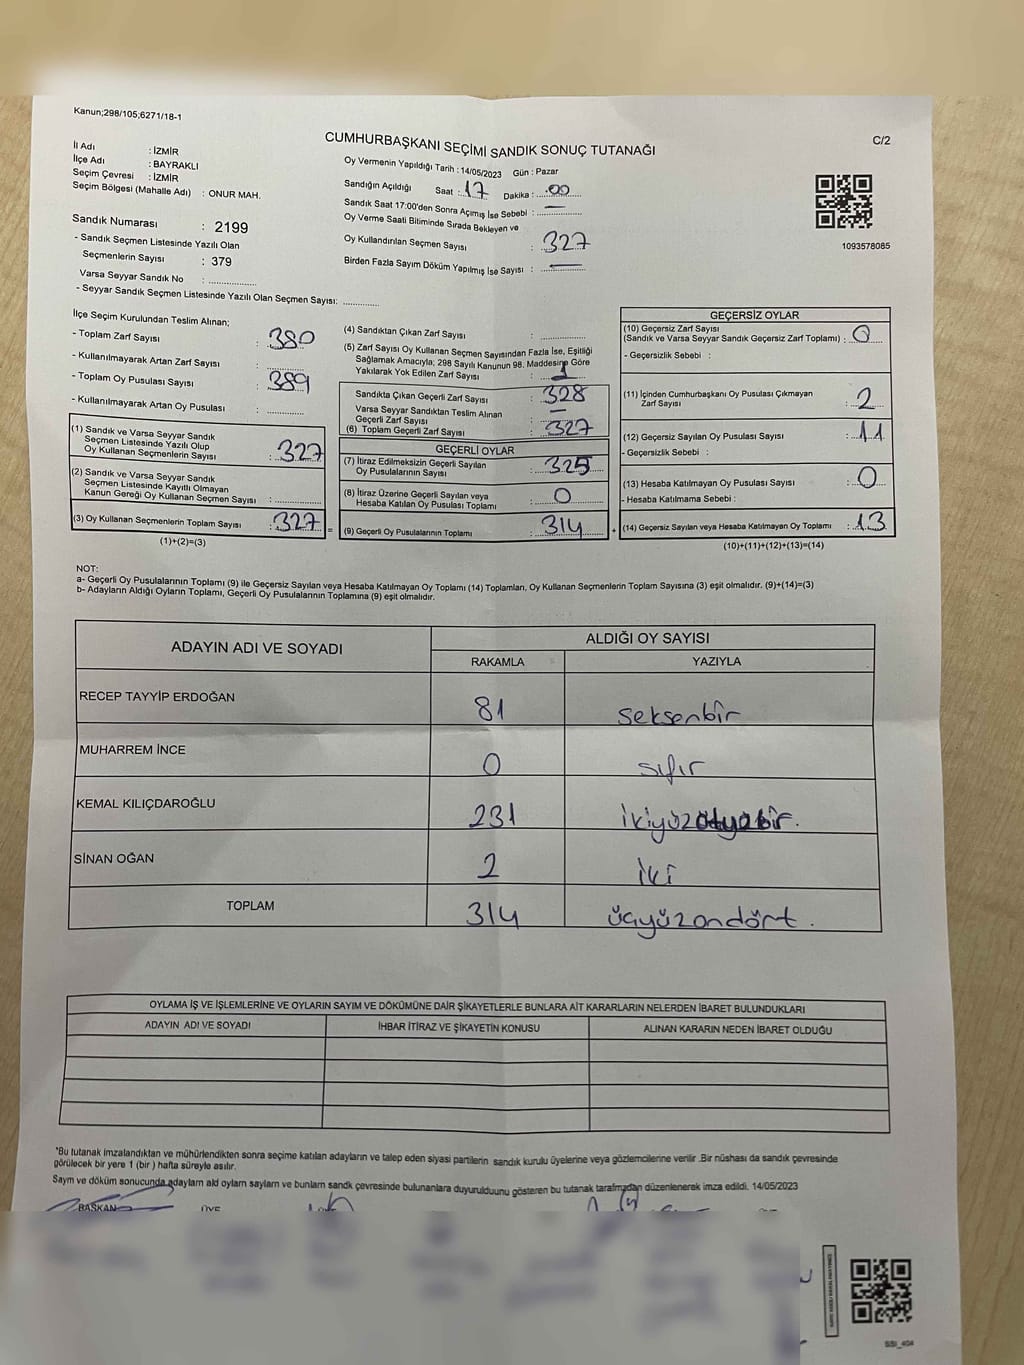 Kanun;298/105;6271/18-1
C/2
CUMHURBAŞKANI SEÇİMİ SANDIK SONUÇ TUTANAĞI
İl Adı : İZMİR
İlçe Adı : BAYRAKLI
Seçim Çevresi : İZMİR
Seçim Bölgesi (Mahalle Adı) : ONUR MAH.
Sandık Numarası : 2199
- Sandık Seçmen Listesinde Yazılı Olan
Seçmenlerin Sayısı : 379
Varsa Seyyar Sandık No : ................
- Seyyar Sandık Seçmen Listesinde Yazılı Olan Seçmen Sayısı: ............
Oy Vermenin Yapıldığı Tarih : 14/05/2023 Gün : Pazar
Sandığın Açıldığı Saat : 17 Dakika : 00
Sandık Saat 17:00'den Sonra Açımış İse Sebebi : —
Oy Verme Saati Bitiminde Sırada Bekleyen ve
Oy Kullandırılan Seçmen Sayısı : 327
Birden Fazla Sayım Döküm Yapılmış İse Sayısı : —
1093578085
İlçe Seçim Kurulundan Teslim Alınan;
- Toplam Zarf Sayısı : 380
- Kullanılmayarak Artan Zarf Sayısı : ............
- Toplam Oy Pusulası Sayısı : 389
- Kullanılmayarak Artan Oy Pusulası : ............
(1) Sandık ve Varsa Seyyar Sandık
Seçmen Listesinde Yazılı Olup
Oy Kullanan Seçmenlerin Sayısı : 327
(2) Sandık ve Varsa Seyyar Sandık
Seçmen Listesinde Kayıtlı Olmayan
Kanun Gereği Oy Kullanan Seçmen Sayısı : ............
(3) Oy Kullanan Seçmenlerin Toplam Sayısı : 327
(1)+(2)=(3)
(4) Sandıktan Çıkan Zarf Sayısı : ............
(5) Zarf Sayısı Oy Kullanan Seçmen Sayısından Fazla İse, Eşitliği
Sağlamak Amacıyla; 298 Sayılı Kanunun 98. Maddesine Göre
Yakılarak Yok Edilen Zarf Sayısı : 1
Sandıkta Çıkan Geçerli Zarf Sayısı : 328
Varsa Seyyar Sandıktan Teslim Alınan
Geçerli Zarf Sayısı : —
(6) Toplam Geçerli Zarf Sayısı : 327
GEÇERLİ OYLAR
(7) İtiraz Edilmeksizin Geçerli Sayılan
Oy Pusulalarının Sayısı : 325
(8) İtiraz Üzerine Geçerli Sayılan veya
Hesaba Katılan Oy Pusulası Toplamı : 0
(9) Geçerli Oy Pusulalarının Toplamı : 314
GEÇERSİZ OYLAR
(10) Geçersiz Zarf Sayısı
(Sandık ve Varsa Seyyar Sandık Geçersiz Zarf Toplamı) : 0
- Geçersizlik Sebebi :
(11) İçinden Cumhurbaşkanı Oy Pusulası Çıkmayan
Zarf Sayısı : 2
(12) Geçersiz Sayılan Oy Pusulası Sayısı : 11
- Geçersizlik Sebebi :
(13) Hesaba Katılmayan Oy Pusulası Sayısı : 0
- Hesaba Katılmama Sebebi :
(14) Geçersiz Sayılan veya Hesaba Katılmayan Oy Toplamı : 13
(10)+(11)+(12)+(13)=(14)
NOT:
a- Geçerli Oy Pusulalarının Toplamı (9) ile Geçersiz Sayılan veya Hesaba Katılmayan Oy Toplamı (14) Toplamları, Oy Kullanan Seçmenlerin Toplam Sayısına (3) eşit olmalıdır. (9)+(14)=(3)
b- Adayların Aldığı Oyların Toplamı, Geçerli Oy Pusulalarının Toplamına (9) eşit olmalıdır.
ADAYIN ADI VE SOYADI ALDIĞI OY SAYISI
RAKAMLA YAZIYLA
RECEP TAYYİP ERDOĞAN 81 seksenbir
MUHARREM İNCE 0 sıfır
KEMAL KILIÇDAROĞLU 231 ikiyüz
SİNAN OĞAN 2 iki
TOPLAM 314 üçyüzondört.
OYLAMA İŞ VE İŞLEMLERİNE VE OYLARIN SAYIM VE DÖKÜMÜNE DAİR ŞİKAYETLERLE BUNLARA AİT KARARLARIN NELERDEN İBARET BULUNDUKLARI
ADAYIN ADI VE SOYADI İHBAR İTİRAZ VE ŞİKAYETİN KONUSU ALINAN KARARIN NEDEN İBARET OLDUĞU
*Bu tutanak imzalandıktan ve mühürlendikten sonra seçime katılan adayların ve talep eden siyasi partilerin sandık kurulu üyelerine veya gözlemcilerine verilir .Bir nüshası da sandık çevresinde
görülecek bir yere 1 (bir ) hafta süreyle asılır.
Saym ve döküm sonucunda adaylarn ald oylarn saylarn ve bunlarn sandk çevresinde bulunanlara duyurulduunu gösteren bu tutanak tarafmzdan düzenlenerek imza edildi. 14/05/2023
BAŞKAN ÜYE
SSİ_404